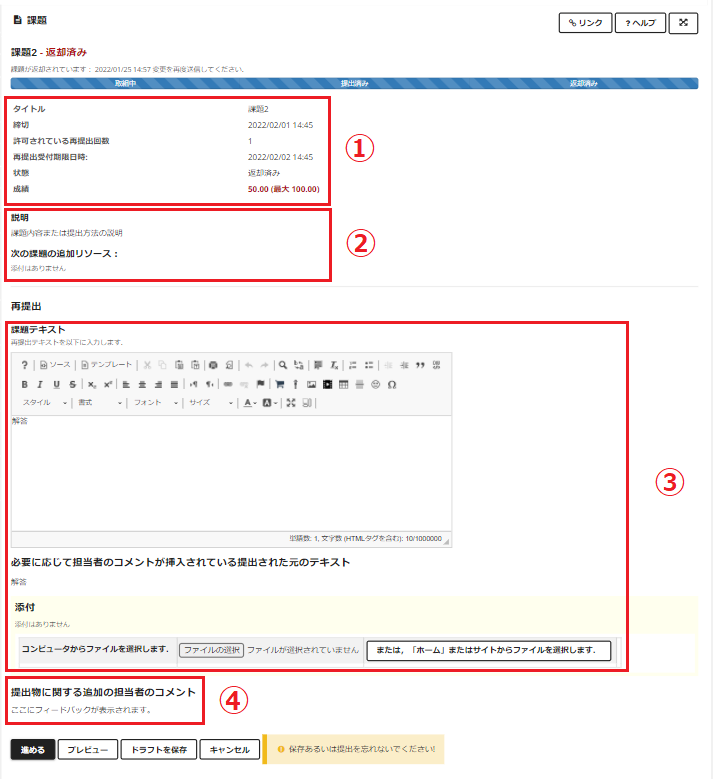 課題
リンク ? ヘルプ
課題2 - 返却済み
課題が返却されています： 2022/01/25 14:57 変更を再度送信してください.
取組中 提出済み 返却済み
タイトル 課題2
締切 2022/02/01 14:45
許可されている再提出回数 1
再提出受付期限日時: 2022/02/02 14:45
状態 返却済み
成績 50.00 (最大 100.00)
①
説明
課題内容または提出方法の説明
②
次の課題の追加リソース：
添付はありません
再提出
課題テキスト
再提出テキストを以下に入力します.
? ソース テンプレート
B I U S x₂ x²
スタイル 書式 フォント サイズ A A
解答
③
単語数: 1, 文字数 (HTMLタグを含む): 10/1000000
必要に応じて担当者のコメントが挿入されている提出された元のテキスト
解答
添付
添付はありません
コンピュータからファイルを選択します. ファイルの選択 ファイルが選択されていません または, 「ホーム」またはサイトからファイルを選択します.
提出物に関する追加の担当者のコメント
④
ここにフィードバックが表示されます。
進める プレビュー ドラフトを保存 キャンセル 保存あるいは提出を忘れないでください!